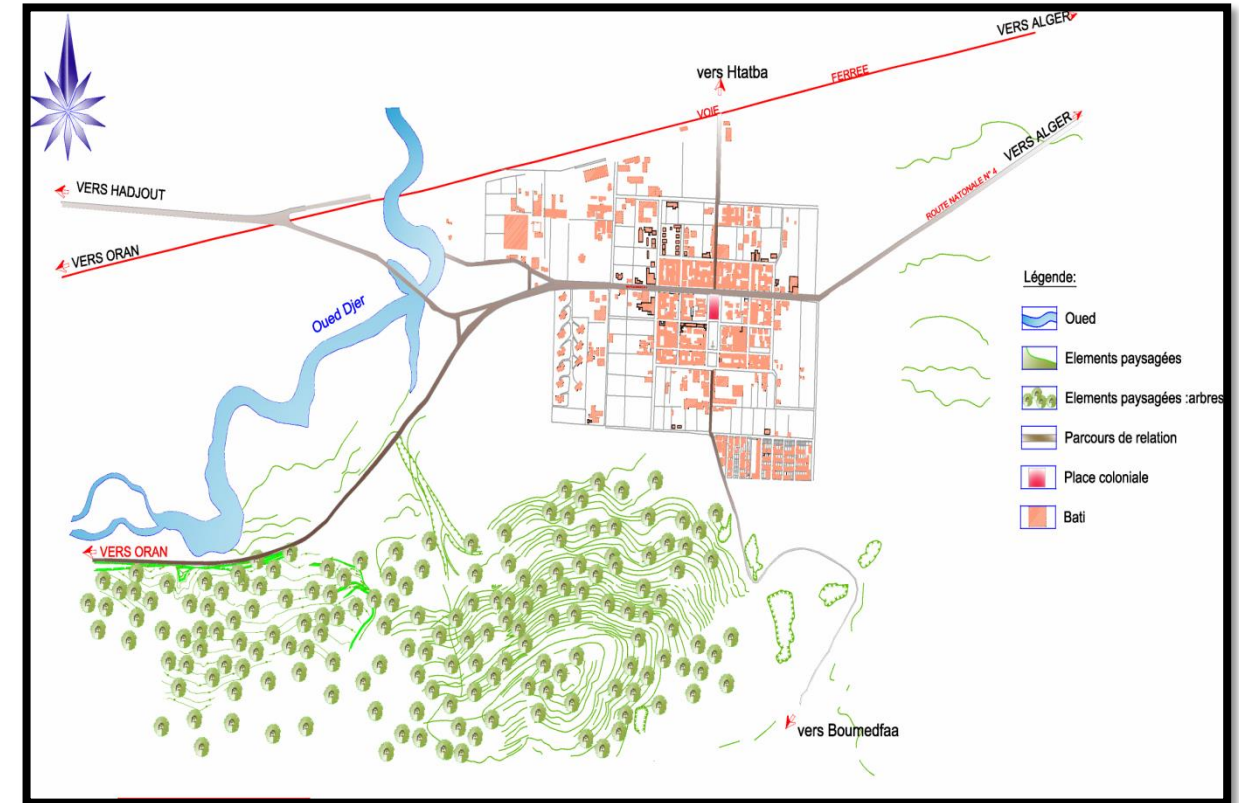 VERS ALGER
vers Htatba
FERREE
VOIE
VERS ALGER
VERS HADJOUT
ROUTE NATONALE N° 4
VERS ORAN
Oued Djer
Légende:
Oued
Elements paysagées
Elements paysagées :arbres
Parcours de relation
Place coloniale
Bati
VERS ORAN
vers Boumedfaa